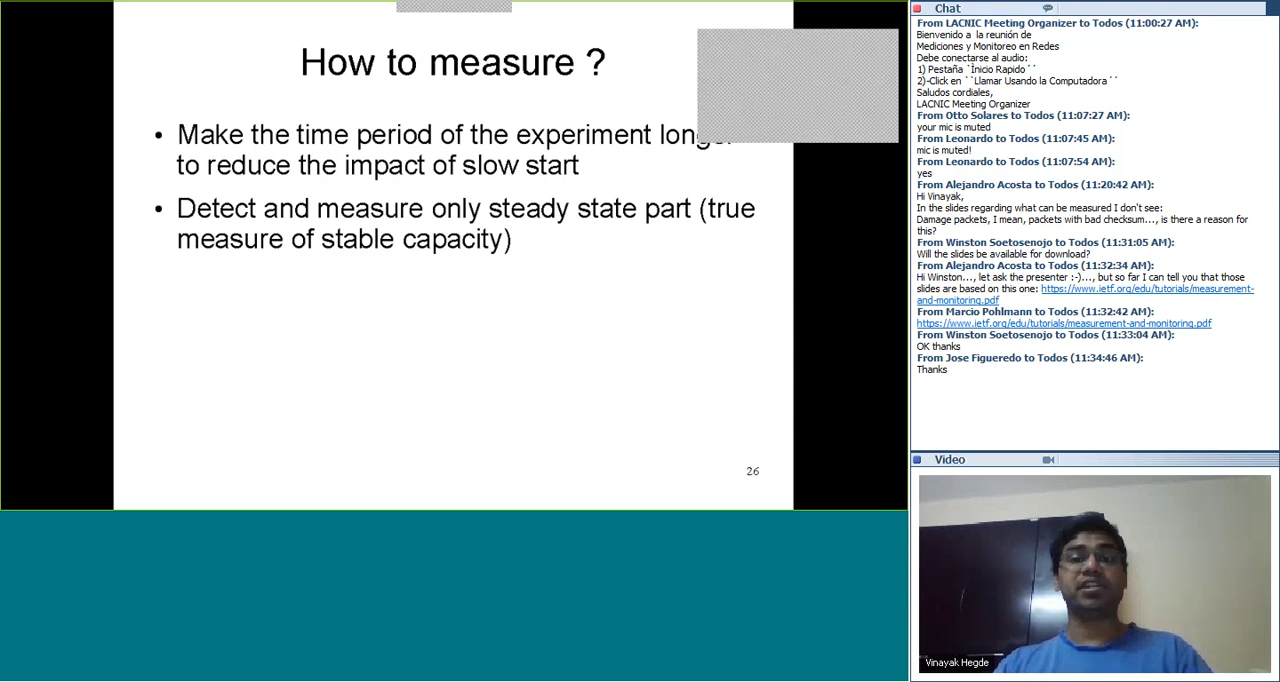 How to measure ?
• Make the time period of the experiment
to reduce the impact of slow start
• Detect and measure only steady state part (true
measure of stable capacity)
26
Chat
From LACNIC Meeting Organizer to Todos (11:00:27 AM):
Bienvenido a  la reunión de
Mediciones y Monitoreo en Redes
Debe conectarse al audio:
1) Pestaña `Ìnicio Rapido´´
2)-Click en ``Llamar Usando la Computadora´´
Saludos cordiales,
LACNIC Meeting Organizer
From Otto Solares to Todos (11:07:27 AM):
your mic is muted
From Leonardo to Todos (11:07:45 AM):
mic is muted!
From Leonardo to Todos (11:07:54 AM):
yes
From Alejandro Acosta to Todos (11:20:42 AM):
Hi Vinayak,
In the slides regarding what can be measured I don't see:
Damage packets, I mean, packets with bad checksum..., is there a reason for
this?
From Winston Soetosenojo to Todos (11:31:05 AM):
Will the slides be available for download?
From Alejandro Acosta to Todos (11:32:34 AM):
Hi Winston..., let ask the presenter :-)..., but so far I can tell you that those
slides are based on this one: https://www.ietf.org/edu/tutorials/measurement-
and-monitoring.pdf
From Marcio Pohlmann to Todos (11:32:42 AM):
https://www.ietf.org/edu/tutorials/measurement-and-monitoring.pdf
From Winston Soetosenojo to Todos (11:33:04 AM):
OK thanks
From Jose Figueredo to Todos (11:34:46 AM):
Thanks
Video
Vinayak Hegde